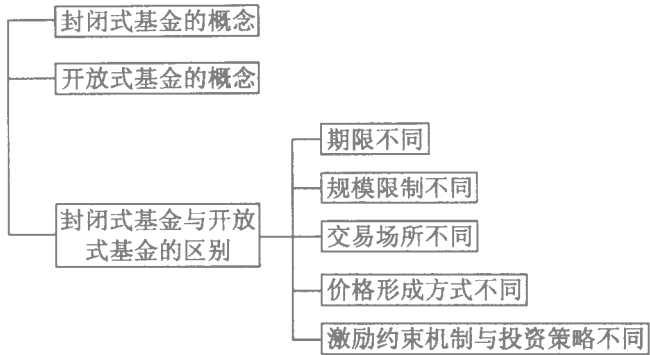 封闭式基金的概念
开放式基金的概念
封闭式基金与开放
式基金的区别
期限不同
规模限制不同
交易场所不同
价格形成方式不同
激励约束机制与投资策略不同